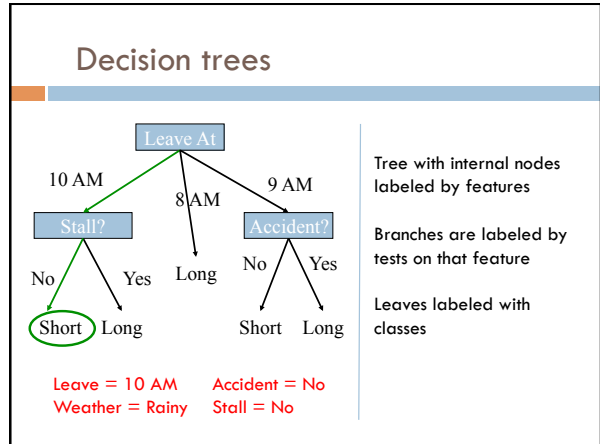 Decision trees
Leave At
10 AM
8 AM
9 AM
Stall?
Accident?
No
Yes
Long
No
Yes
Short
Long
Short
Long
Tree with internal nodes
labeled by features
Branches are labeled by
tests on that feature
Leaves labeled with
classes
Leave = 10 AM Accident = No
Weather = Rainy Stall = No